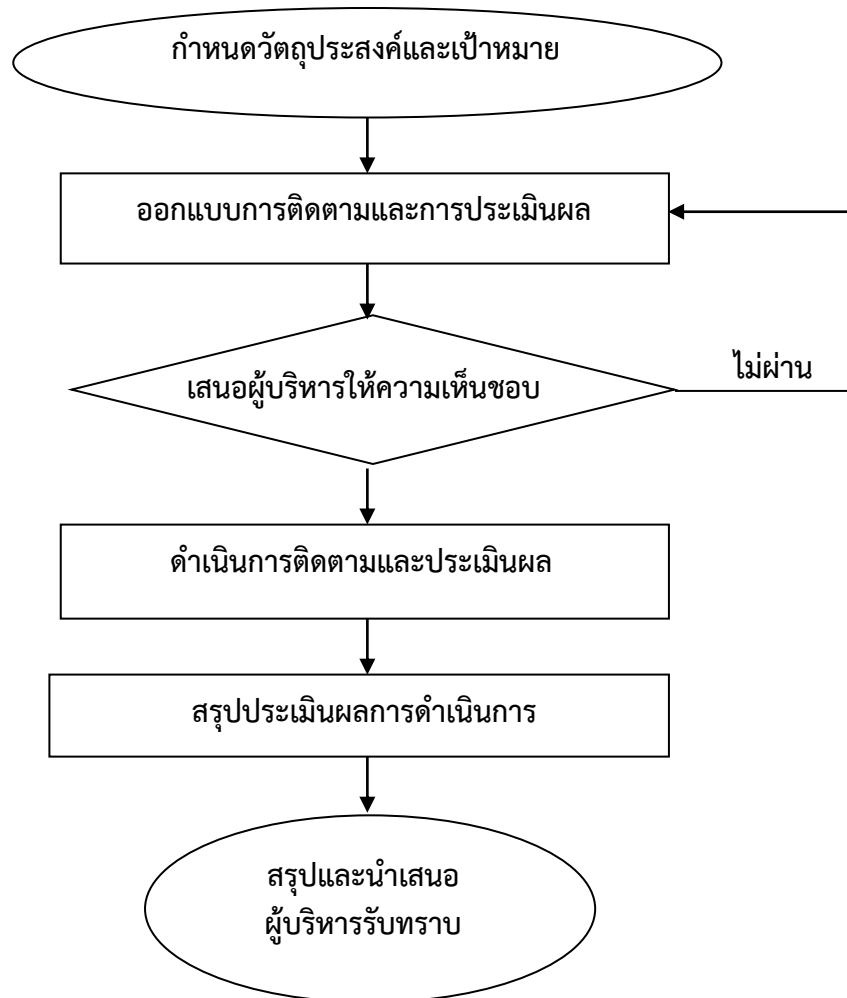 กำหนดวัตถุประสงค์และเป้าหมาย
ออกแบบการติดตามและการประเมินผล
เสนอผู้บริหารให้ความเห็นชอบ
ไม่ผ่าน
ดำเนินการติดตามและประเมินผล
สรุปประเมินผลการดำเนินการ
สรุปและนำเสนอ
ผู้บริหารรับทราบ